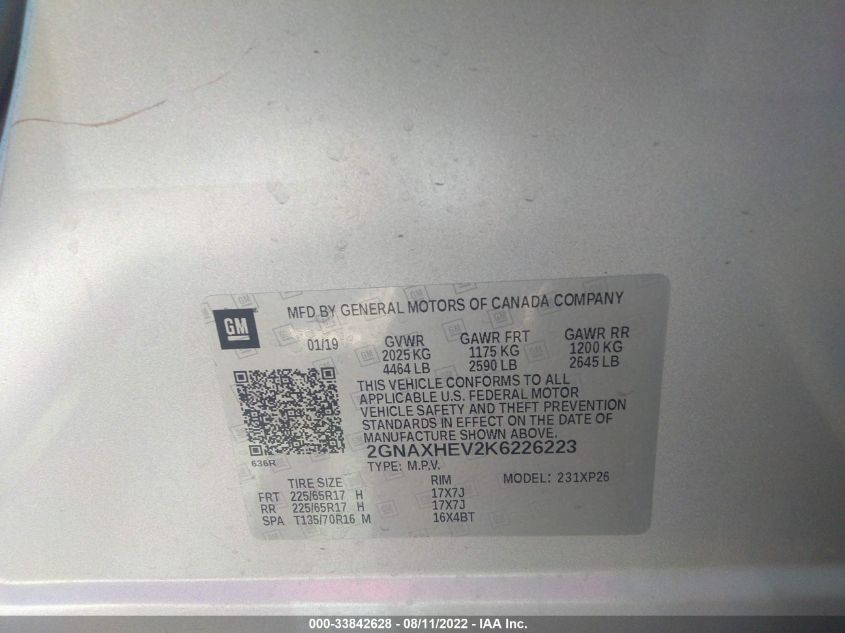 MFD BY GENERAL MOTORS OF CANADA COMPANY
GM
01/19 GVWR GAWR FRT GAWR RR
2025 KG 1175 KG 1200 KG
4464 LB 2590 LB 2645 LB
THIS VEHICLE CONFORMS TO ALL
APPLICABLE U.S. FEDERAL MOTOR
VEHICLE SAFETY AND THEFT PREVENTION
STANDARDS IN EFFECT ON THE DATE OF
MANUFACTURE SHOWN ABOVE.
2GNAXHEV2K6226223
636R
TYPE: M.P.V.
MODEL: 231XP26
TIRE SIZE RIM
FRT 225/65R17 H 17X7J
RR 225/65R17 H 17X7J
SPA T135/70R16 M 16X4BT
000-33842628 - 08/11/2022 - IAA Inc.